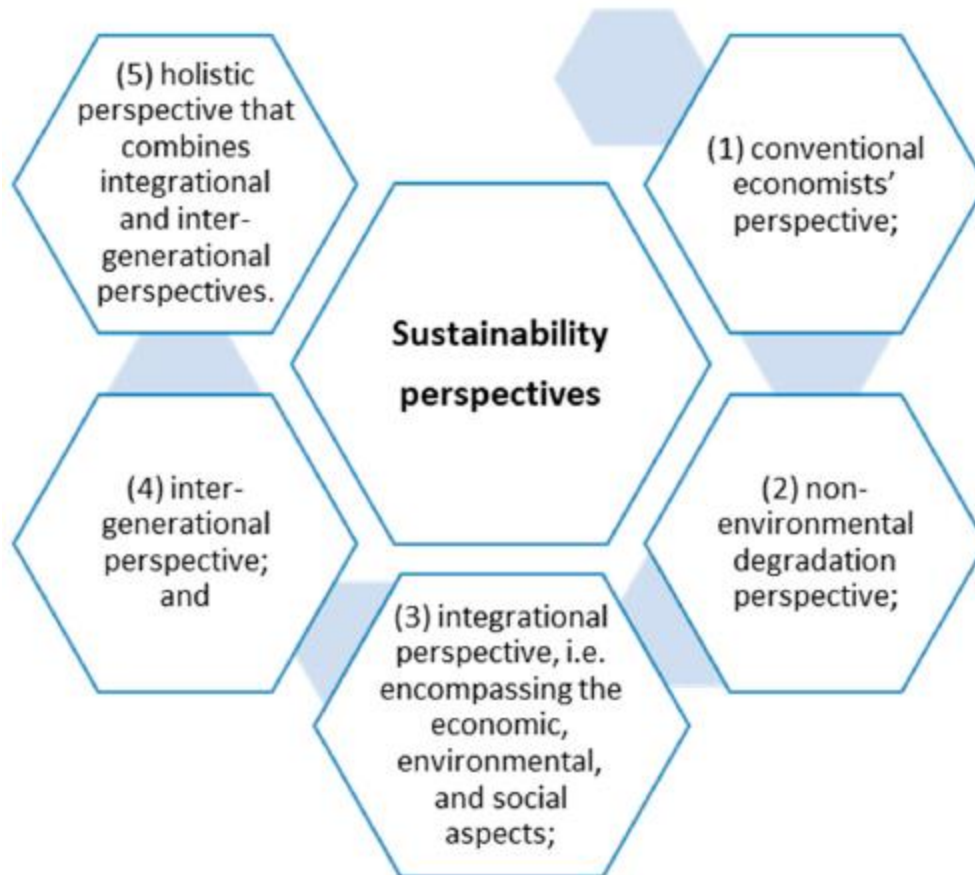 Sustainability
perspectives
(1) conventional
economists’
perspective;
(2) non-
environmental
degradation
perspective;
(3) integrational
perspective, i.e.
encompassing the
economic,
environmental,
and social
aspects;
(4) inter-
generational
perspective;
and
(5) holistic
perspective that
combines
integrational
and inter-
generational
perspectives.